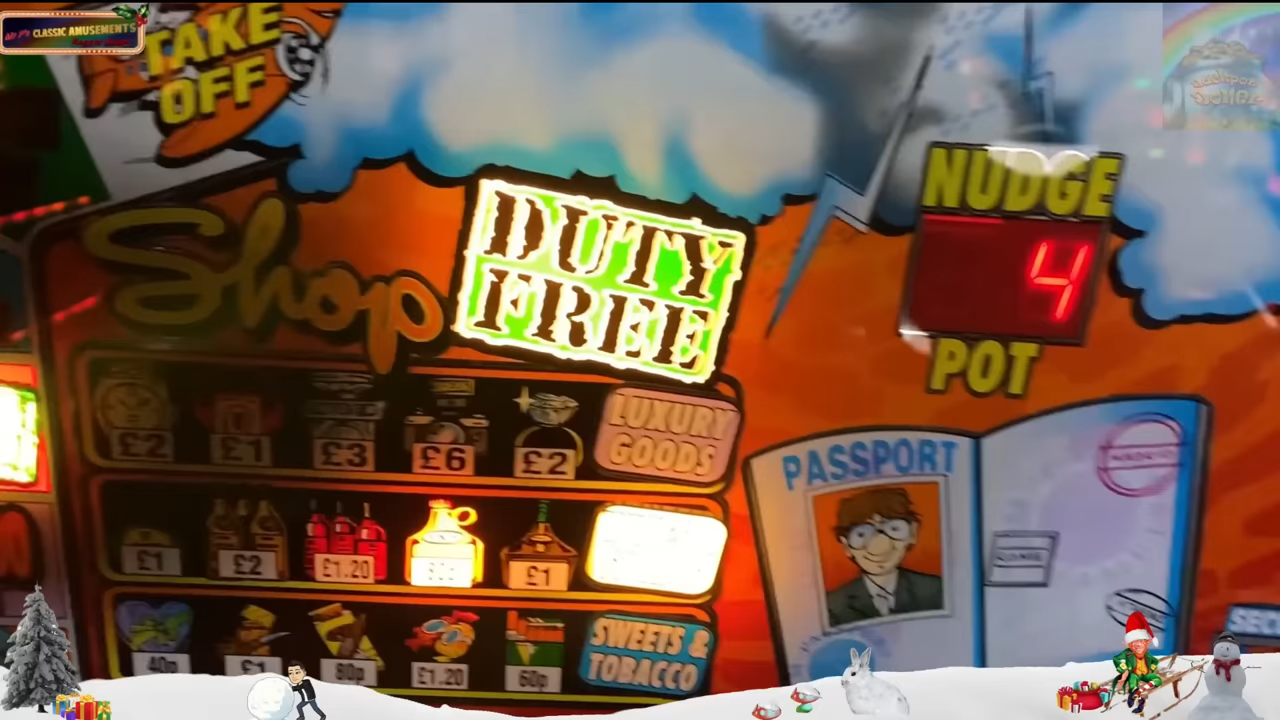 CLASSIC AMUSEMENTS
TAKE
OFF
Shop
DUTY
FREE
NUDGE
4
POT
£2
£1
£3
£6
£2
LUXURY
GOODS
£1
£2
£1.20
£1
PASSPORT
40p
£1
60p
£1.20
60p
SWEETS &
TOBACCO